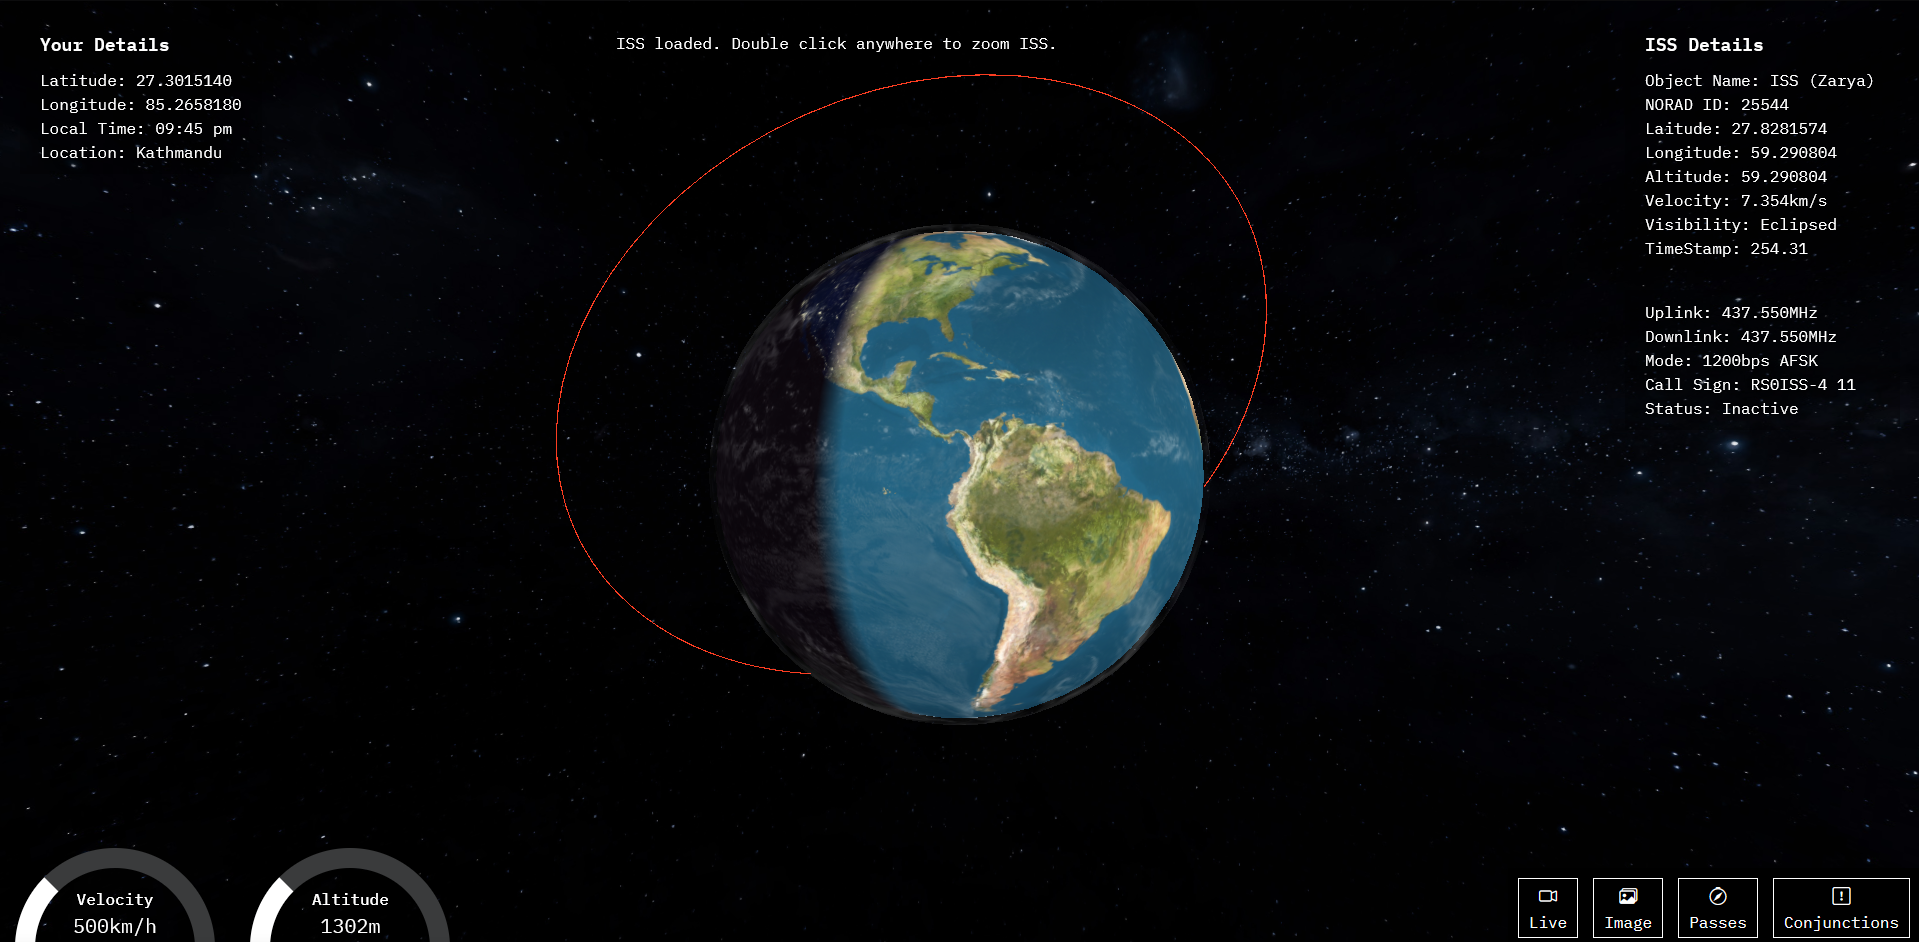 Your Details
Latitude: 27.3015140
Longitude: 85.2658180
Local Time: 09:45 pm
Location: Kathmandu
ISS loaded. Double click anywhere to zoom ISS.
ISS Details
Object Name: ISS (Zarya)
NORAD ID: 25544
Laitude: 27.8281574
Longitude: 59.290804
Altitude: 59.290804
Velocity: 7.354km/s
Visibility: Eclipsed
TimeStamp: 254.31
Uplink: 437.550MHz
Downlink: 437.550MHz
Mode: 1200bps AFSK
Call Sign: RS0ISS-4 11
Status: Inactive
Velocity
500km/h
Altitude
1302m
Live
Image
Passes
Conjunctions